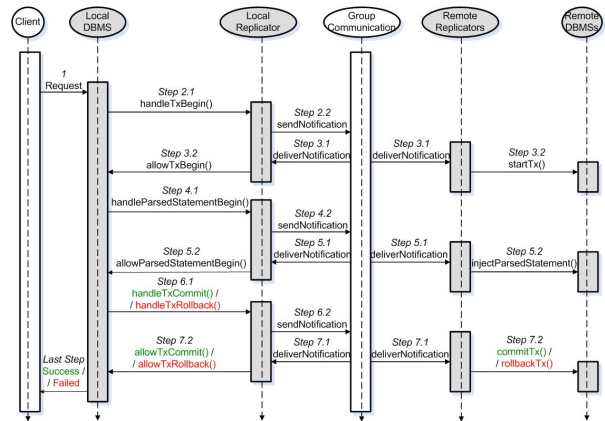 Client
Local
DBMS
Local
Replicator
Group
Communication
Remote
Replicators
Remote
DBMSs
1
Request
Step 2.1
handleTxBegin()
Step 2.2
sendNotification
Step 3.1
deliverNotification
Step 3.1
deliverNotification
Step 3.2
allowTxBegin()
Step 3.2
startTx()
Step 4.1
handleParsedStatementBegin()
Step 4.2
sendNotification
Step 5.1
deliverNotification
Step 5.1
deliverNotification
Step 5.2
allowParsedStatementBegin()
Step 5.2
injectParsedStatement()
Step 6.1
handleTxCommit() /
/ handleTxRollback()
Step 6.2
sendNotification
Step 7.1
deliverNotification
Step 7.1
deliverNotification
Step 7.2
allowTxCommit() /
/ allowTxRollback()
Step 7.2
commitTx() /
/ rollbackTx()
Last Step
Success /
/ Failed